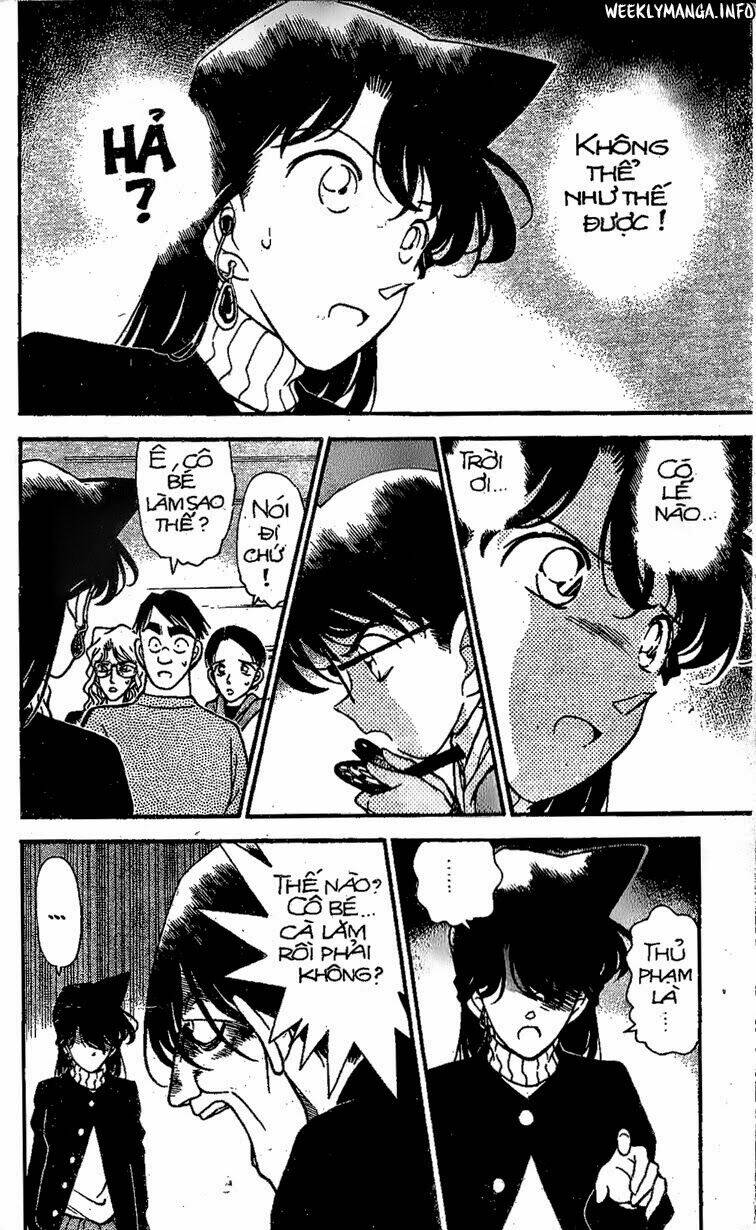 WEEKLYMANGA.INFO
KHÔNG
THỂ
NHƯ THẾ
ĐƯỢC!
HẢ
?
CÓ
LẼ
NÀO...
TRỜI
ƠI...
NÓI
ĐI
CHỨ
!
Ê, CÔ
BÉ
LÀM SAO
THẾ?
THỦ
PHẠM
LÀ
.....
......
THẾ NÀO?
CÔ BÉ...
CÀ LĂM
RỒI PHẢI
KHÔNG?
...